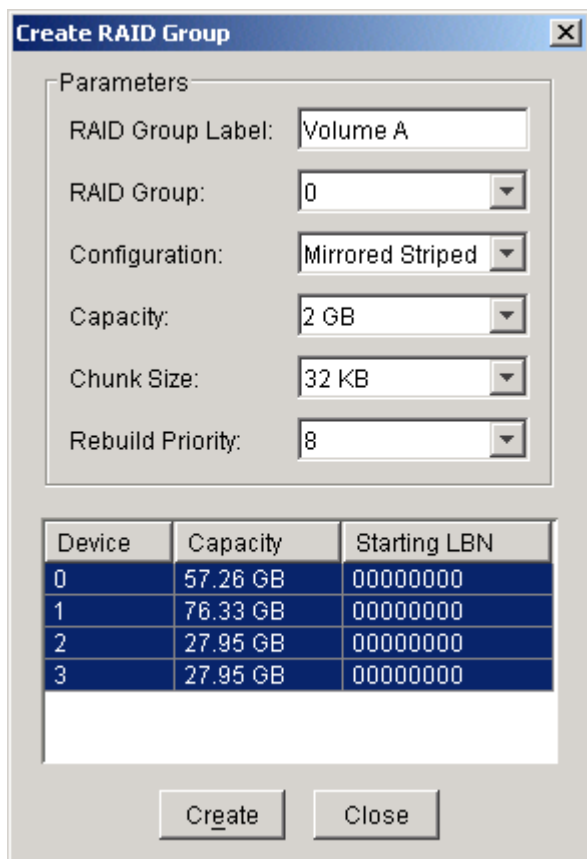 Create RAID Group
Parameters
RAID Group Label: Volume A
RAID Group: 0
Configuration: Mirrored Striped
Capacity: 2 GB
Chunk Size: 32 KB
Rebuild Priority: 8
Device Capacity Starting LBN
0 57.26 GB 00000000
1 76.33 GB 00000000
2 27.95 GB 00000000
3 27.95 GB 00000000
Create Close